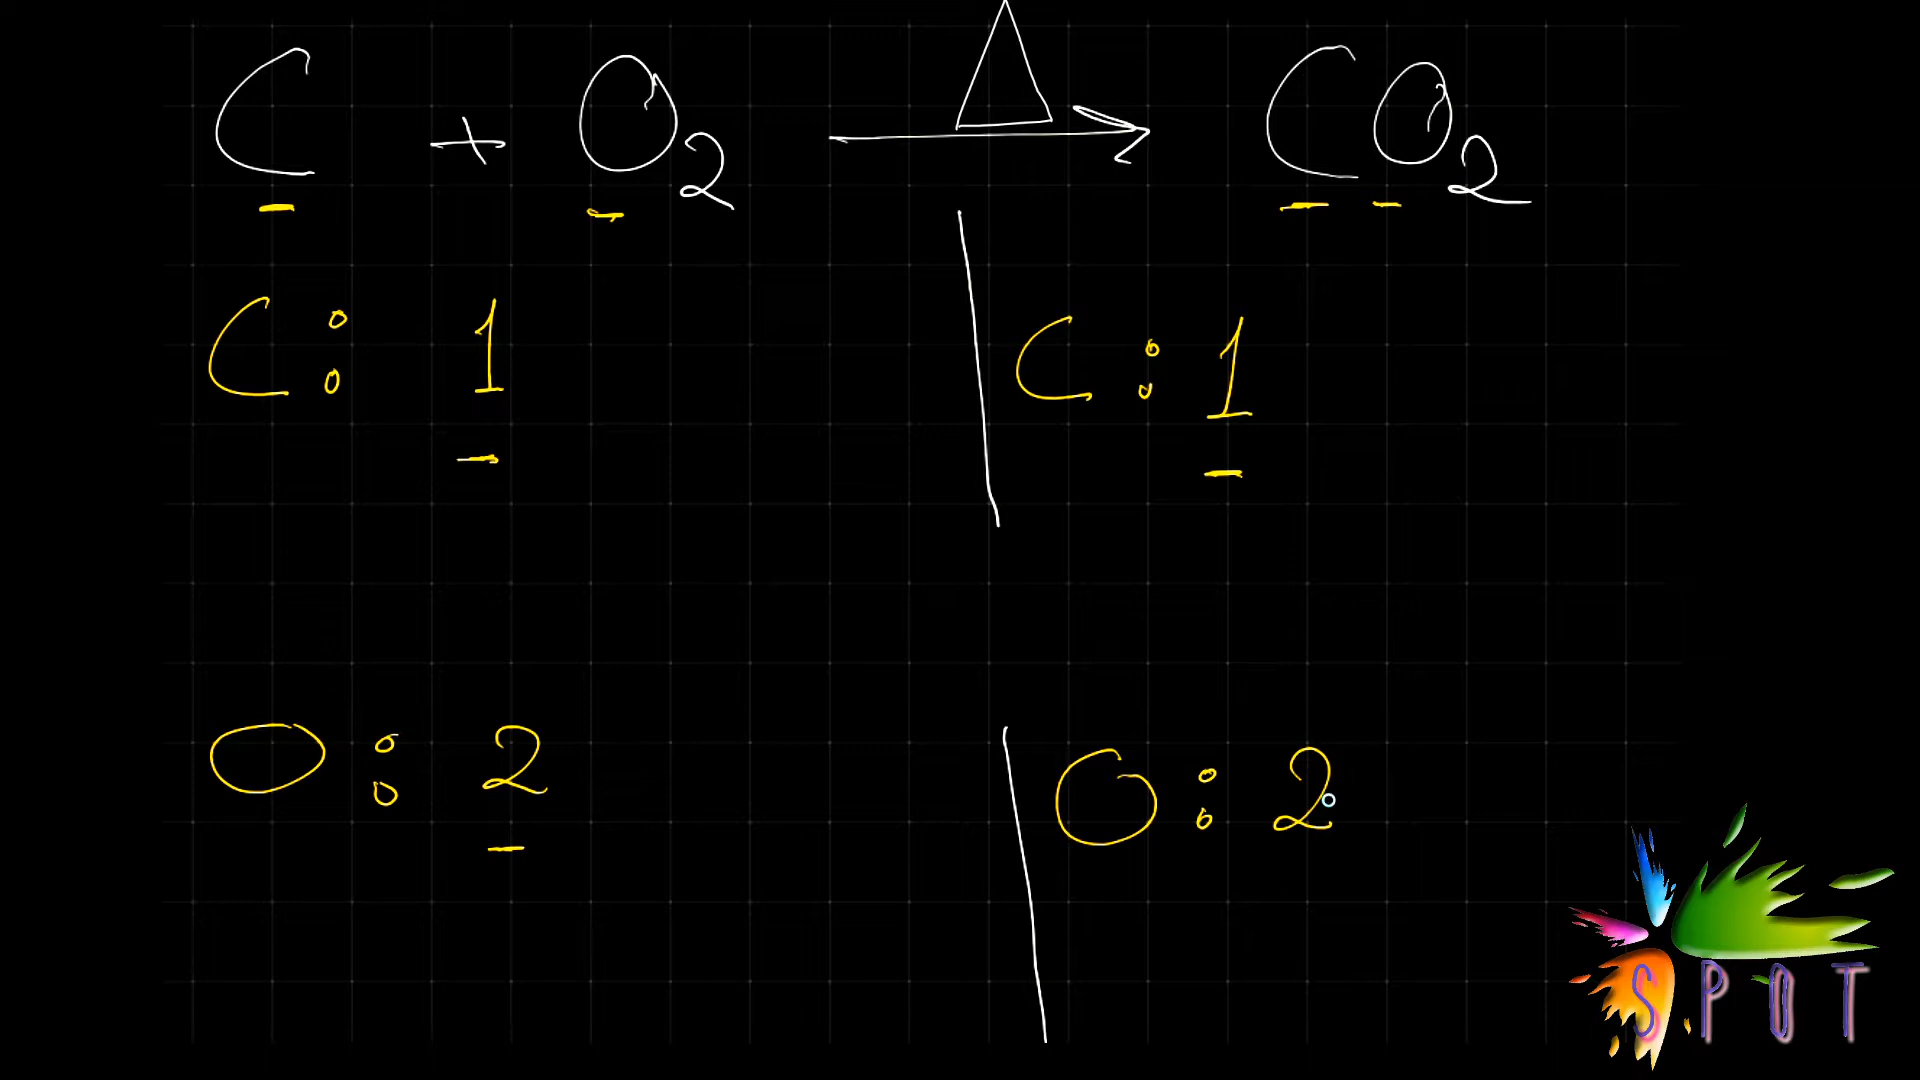 C + O₂ △→ CO₂
C : 1 | C : 1
O : 2 | O : 2
SPOT